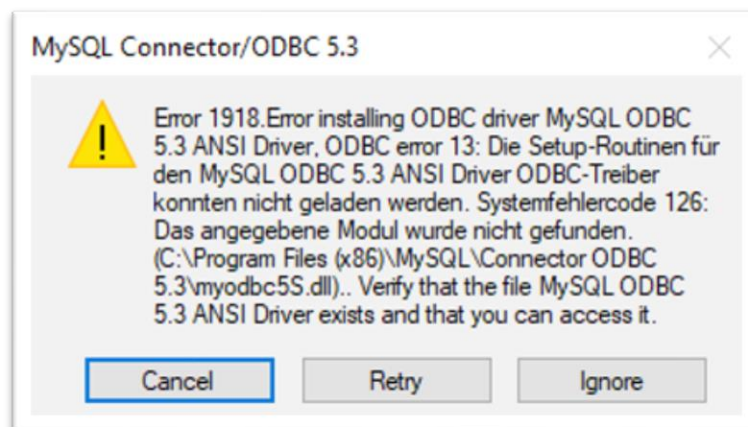 MySQL Connector/ODBC 5.3
Error 1918.Error installing ODBC driver MySQL ODBC
5.3 ANSI Driver, ODBC error 13: Die Setup-Routinen für
den MySQL ODBC 5.3 ANSI Driver ODBC-Treiber
konnten nicht geladen werden. Systemfehlercode 126:
Das angegebene Modul wurde nicht gefunden.
(C:\Program Files (x86)\MySQL\Connector ODBC
5.3\myodbc5S.dll).. Verify that the file MySQL ODBC
5.3 ANSI Driver exists and that you can access it.
Cancel Retry Ignore